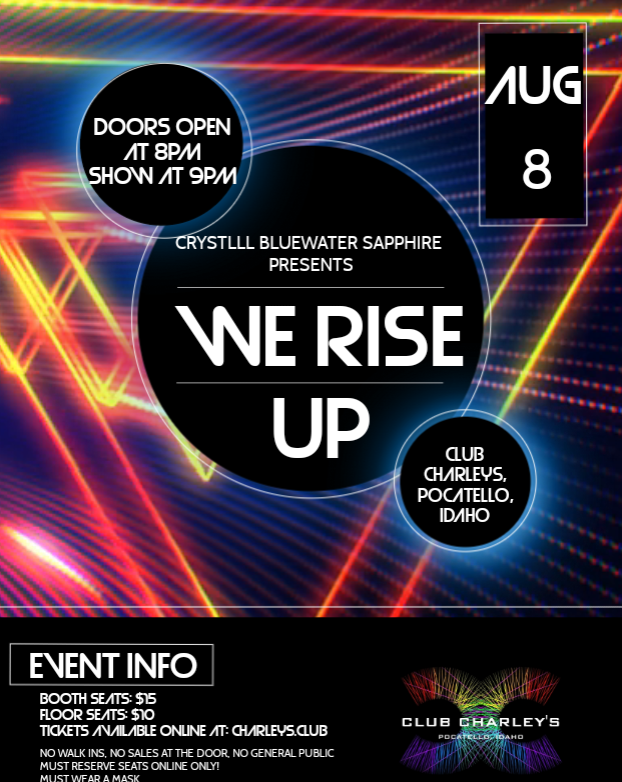 AUG
8
DOORS OPEN
AT 8PM
SHOW AT 9PM
CRYSTLLL BLUEWATER SAPPHIRE
PRESENTS
WE RISE
UP
CLUB
CHARLEYS,
POCATELLO,
IDAHO
EVENT INFO
BOOTH SEATS: $15
FLOOR SEATS: $10
TICKETS AVAILABLE ONLINE AT: CHARLEYS.CLUB
NO WALK INS, NO SALES AT THE DOOR, NO GENERAL PUBLIC
MUST RESERVE SEATS ONLINE ONLY!
MUST WEAR A MASK
CLUB CHARLEY'S
POCATELLO, IDAHO